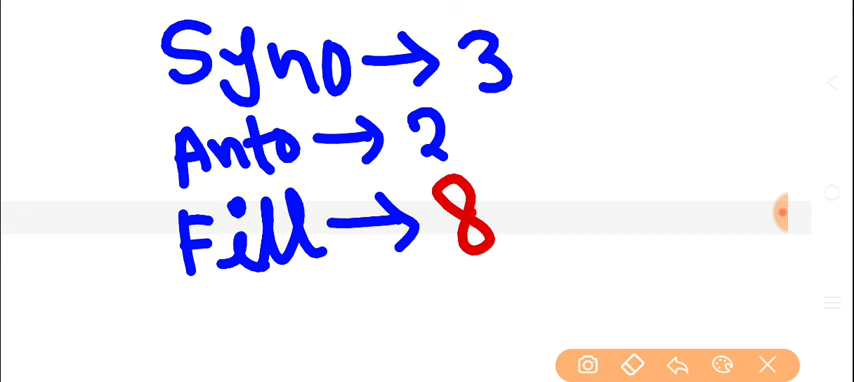 Syno → 3
Anto → 2
Fill → 8